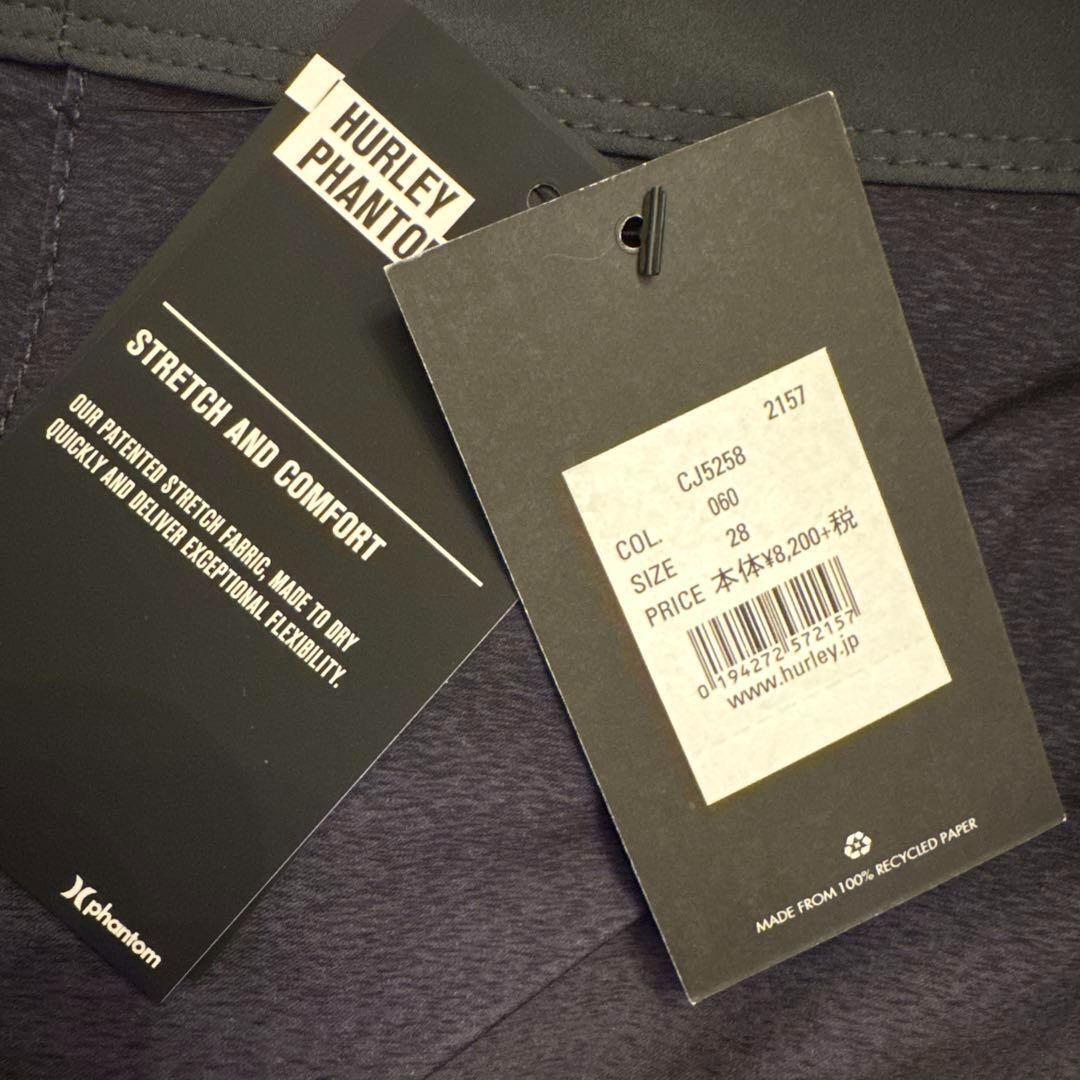 HURLEY
PHANTO
STRETCH AND COMFORT
OUR PATENTED STRETCH FABRIC, MADE TO DRY
QUICKLY AND DELIVER EXCEPTIONAL FLEXIBILITY.
phantom
2157
CJ5258
COL. 060
SIZE 28
PRICE 本体¥8,200+税
0 194272 572157
www.hurley.jp
MADE FROM 100% RECYCLED PAPER